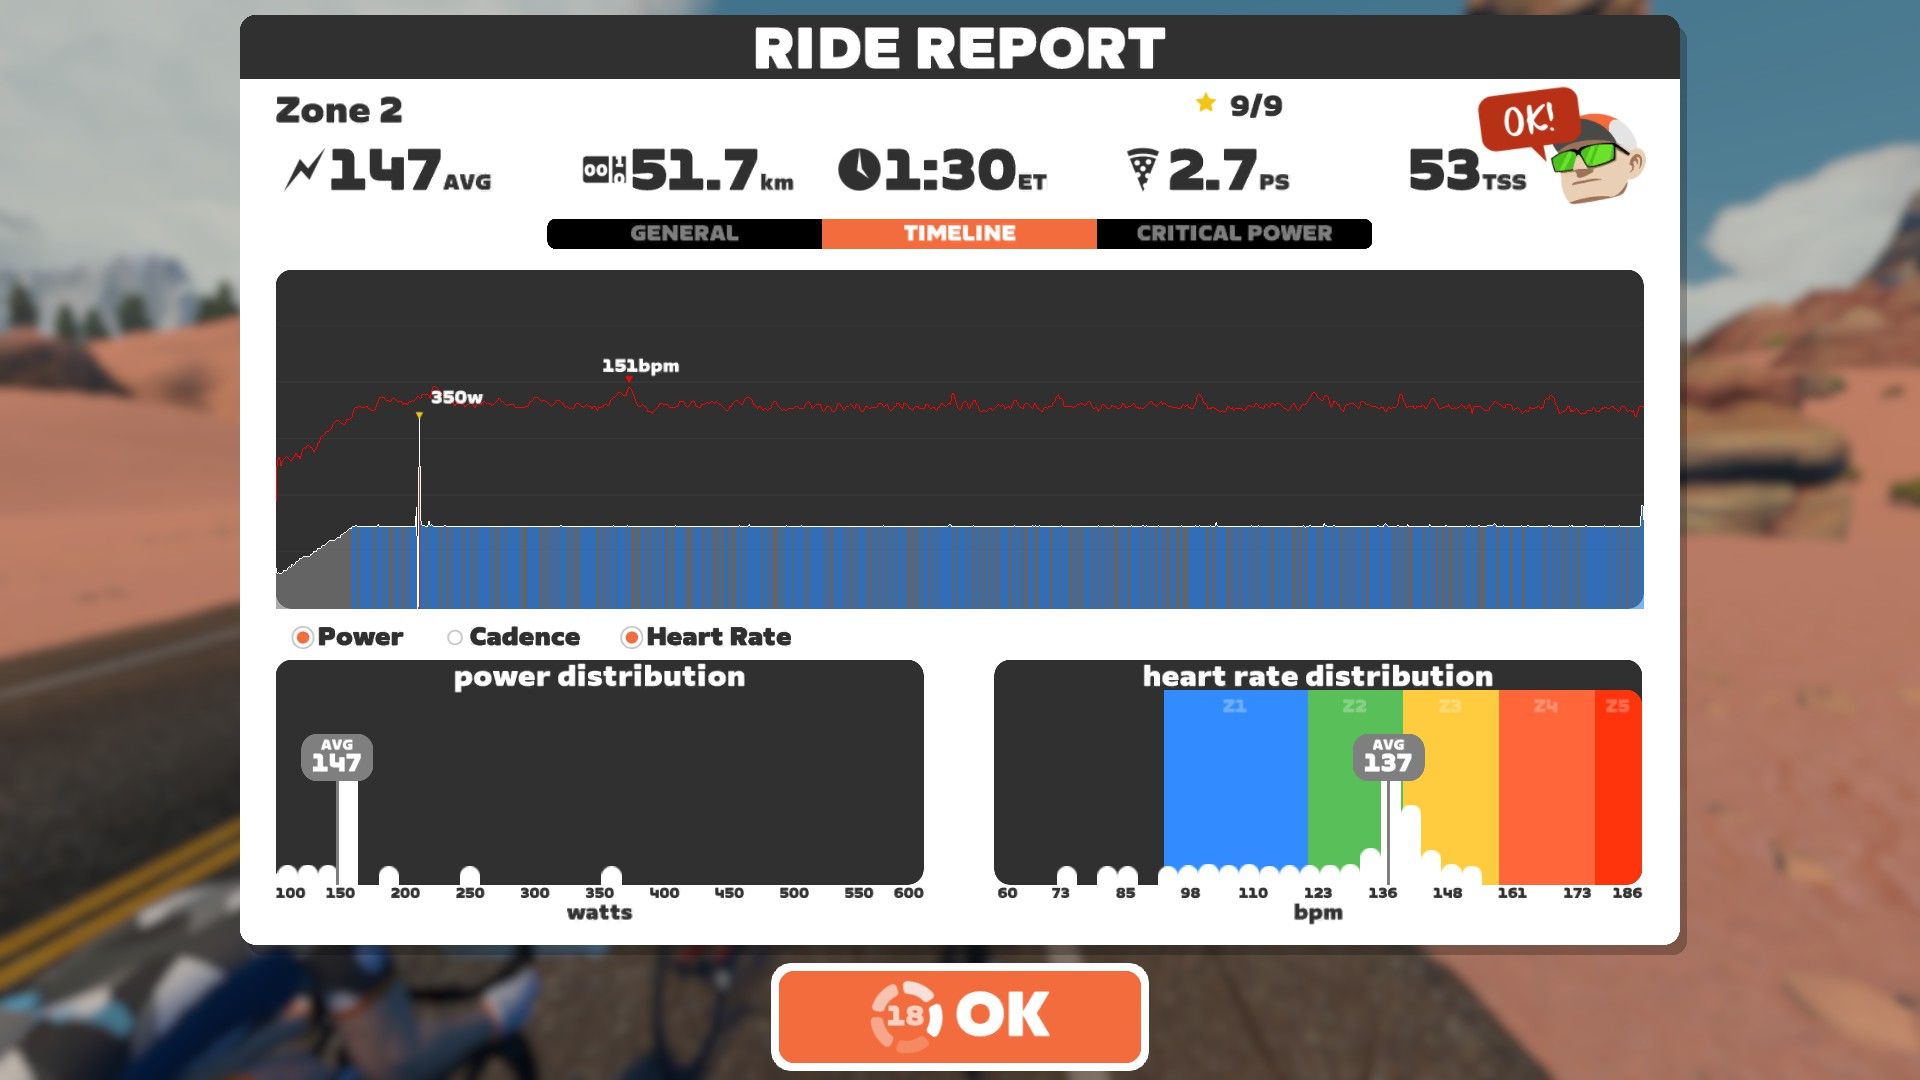 RIDE REPORT
Zone 2
9/9
OK!
147AVG
51.7km
1:30ET
2.7PS
53TSS
GENERAL
TIMELINE
CRITICAL POWER
151bpm
350w
Power
Cadence
Heart Rate
power distribution
AVG
147
100 150 200 250 300 350 400 450 500 550 600
watts
heart rate distribution
Z1 Z2 Z3 Z4 Z5
AVG
137
60 73 85 98 110 123 136 148 161 173 186
bpm
18 OK